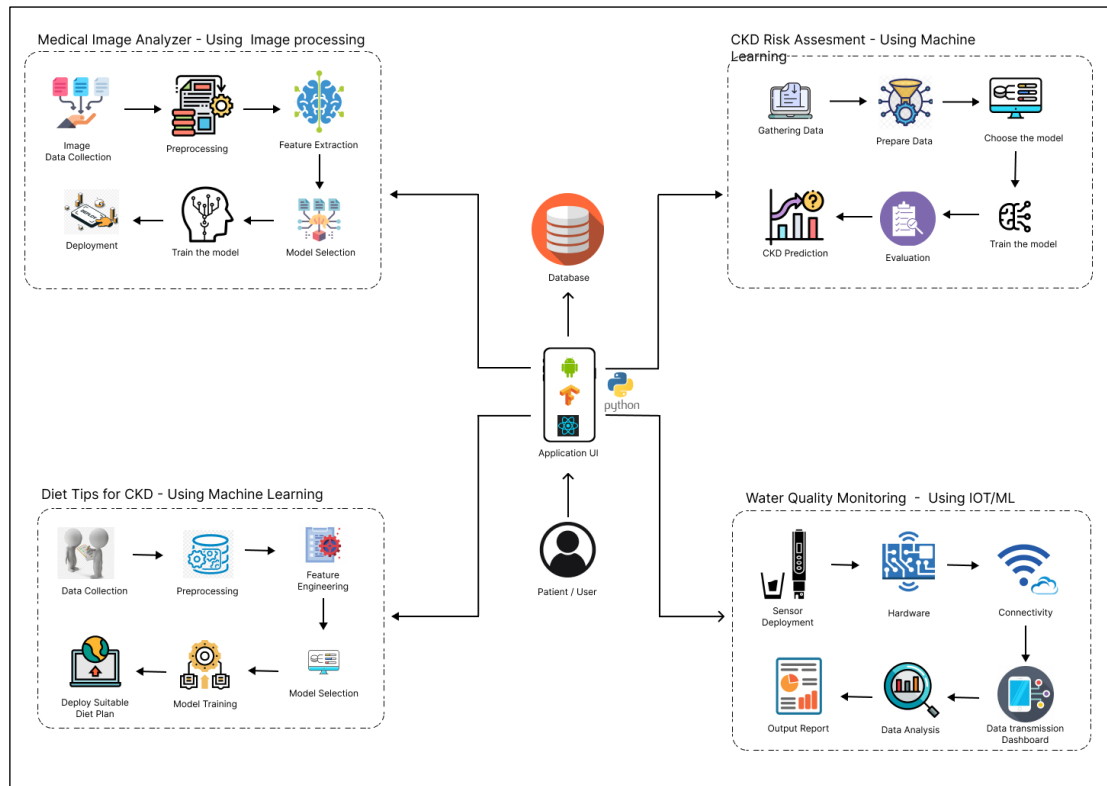 Medical Image Analyzer - Using Image processing
Image
Data Collection
Preprocessing
Feature Extraction
Deployment
Train the model
Model Selection
CKD Risk Assesment - Using Machine
Learning
Gathering Data
Prepare Data
Choose the model
CKD Prediction
Evaluation
Train the model
Database
python
Application UI
Patient / User
Diet Tips for CKD - Using Machine Learning
Data Collection
Preprocessing
Feature
Engineering
Deploy Suitable
Diet Plan
Model Training
Model Selection
Water Quality Monitoring - Using IOT/ML
Sensor
Deployment
Hardware
Connectivity
Output Report
Data Analysis
Data transmission
Dashboard